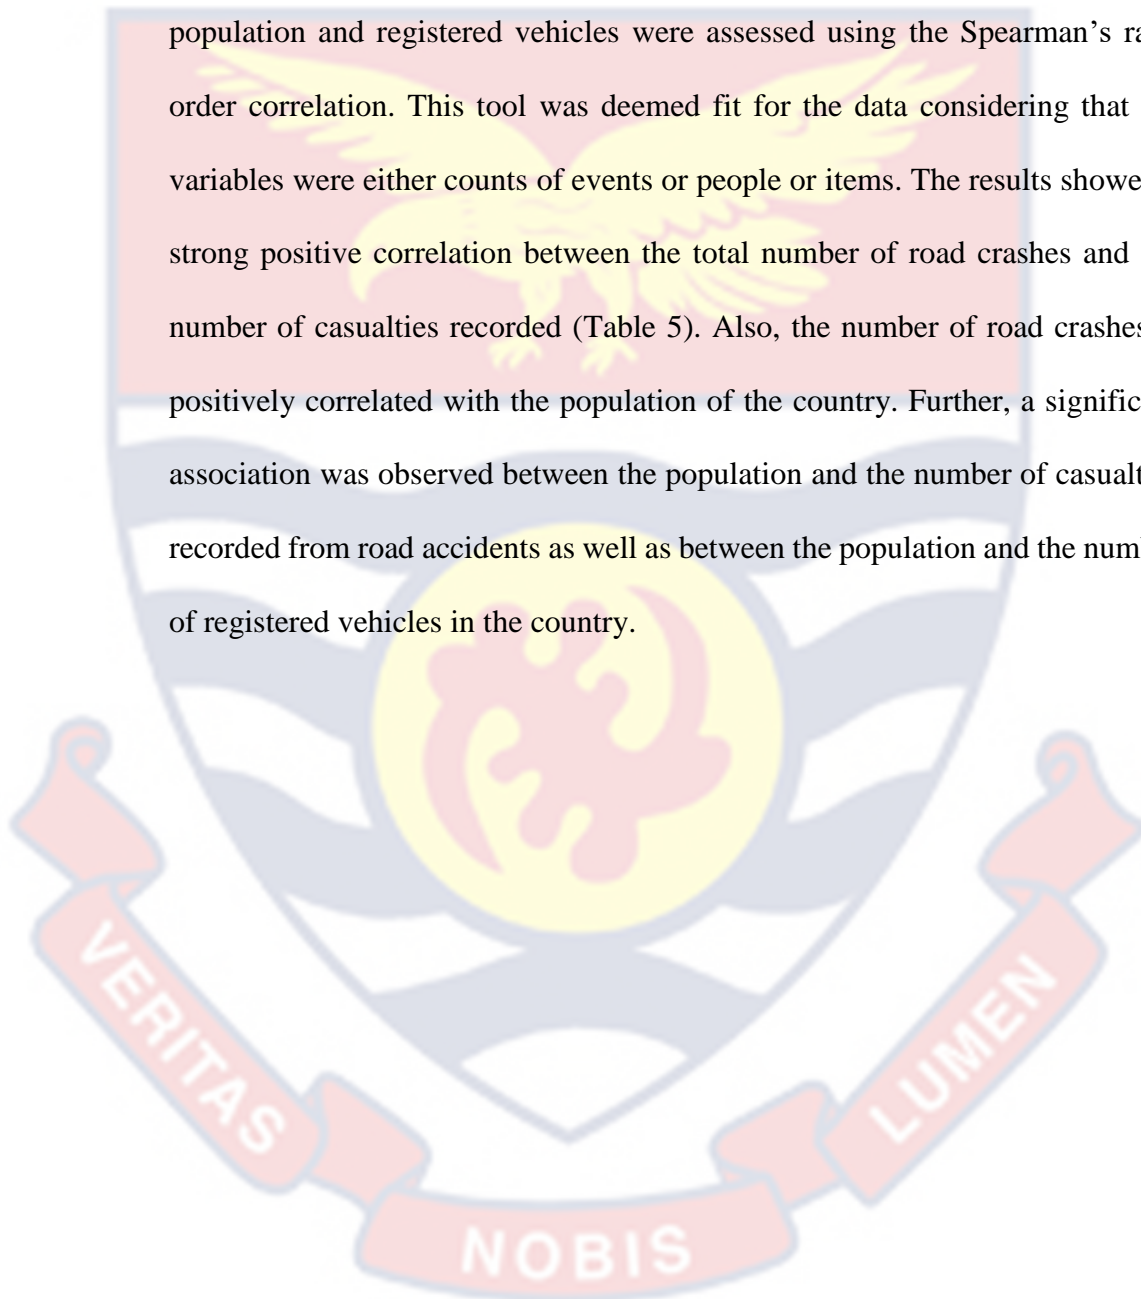 population and registered vehicles were assessed using the Spearman’s ra
order correlation. This tool was deemed fit for the data considering that
variables were either counts of events or people or items. The results showe
strong positive correlation between the total number of road crashes and
number of casualties recorded (Table 5). Also, the number of road crashes
positively correlated with the population of the country. Further, a signific
association was observed between the population and the number of casualt
recorded from road accidents as well as between the population and the num
of registered vehicles in the country.
VERITAS
NOBIS
LUMEN